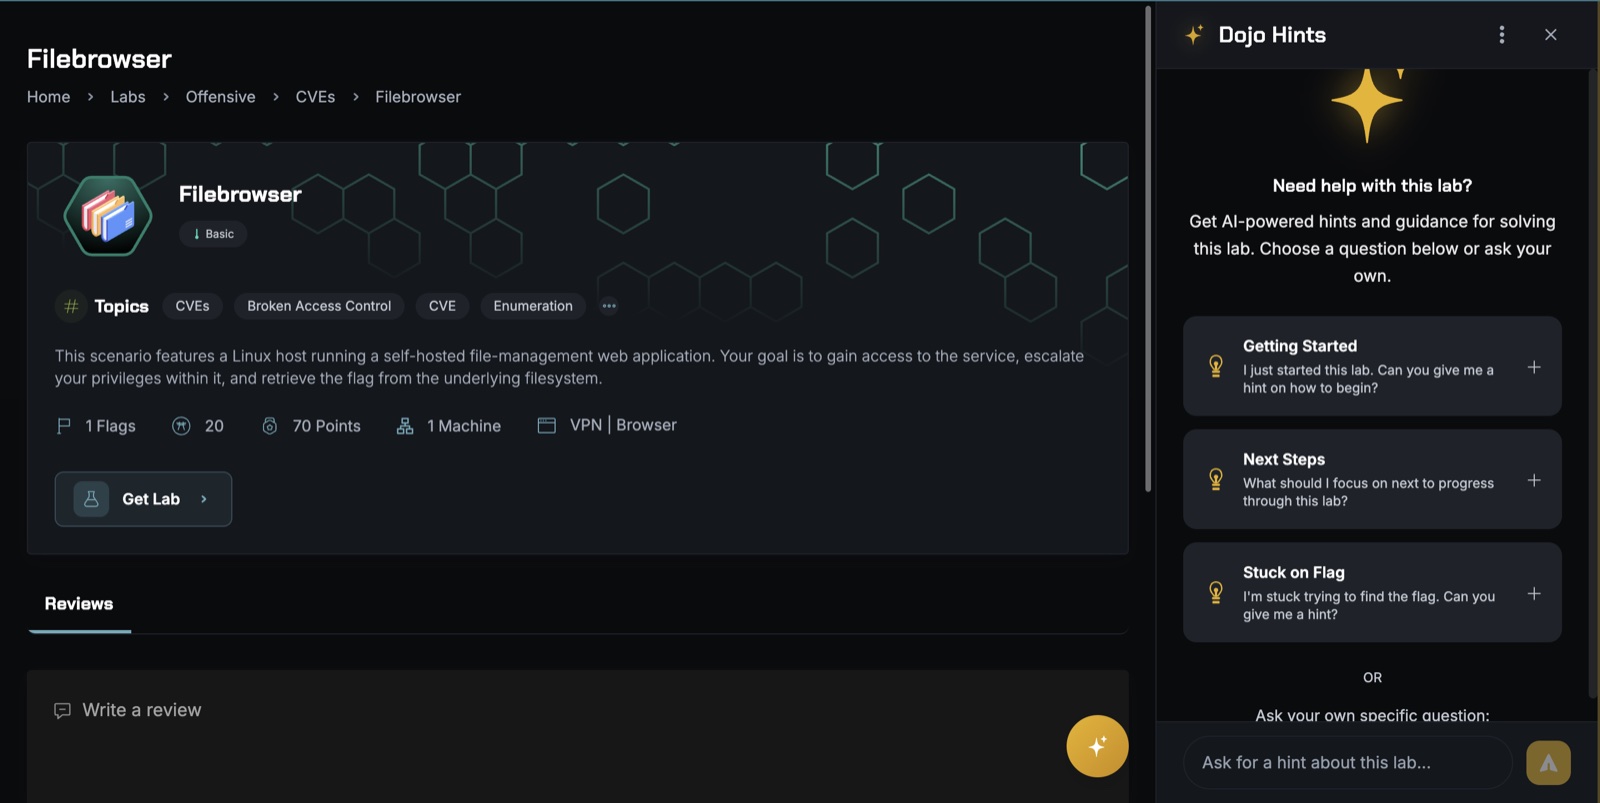 Filebrowser
Home > Labs > Offensive > CVEs > Filebrowser
Filebrowser
Basic
# Topics CVEs Broken Access Control CVE Enumeration •••
This scenario features a Linux host running a self-hosted file-management web application. Your goal is to gain access to the service, escalate
your privileges within it, and retrieve the flag from the underlying filesystem.
1 Flags 20 70 Points 1 Machine VPN | Browser
Get Lab >
Reviews
Write a review
Dojo Hints
Need help with this lab?
Get AI-powered hints and guidance for solving
this lab. Choose a question below or ask your
own.
Getting Started
I just started this lab. Can you give me a
hint on how to begin?
Next Steps
What should I focus on next to progress
through this lab?
Stuck on Flag
I'm stuck trying to find the flag. Can you
give me a hint?
OR
Ask your own specific question:
Ask for a hint about this lab...